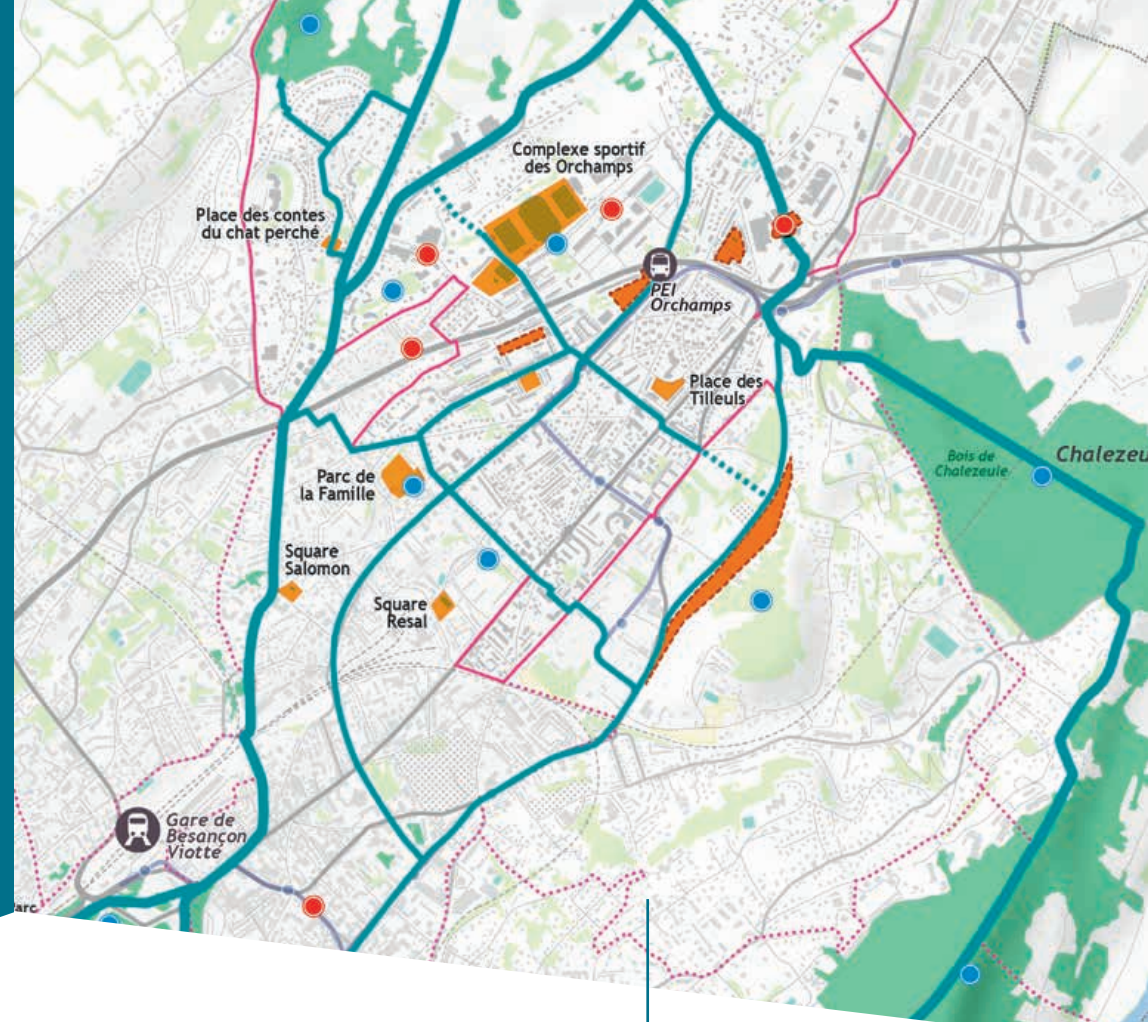 Complexe sportif
des Orchamps
Place des contes
du chat perché
PEI
Orchamps
Place des
Tilleuls
Bois de
Chalezeule
Chalezeu
Parc de
la Famille
Square
Salomon
Square
Résal
Gare de
Besançon
Viotte
arc